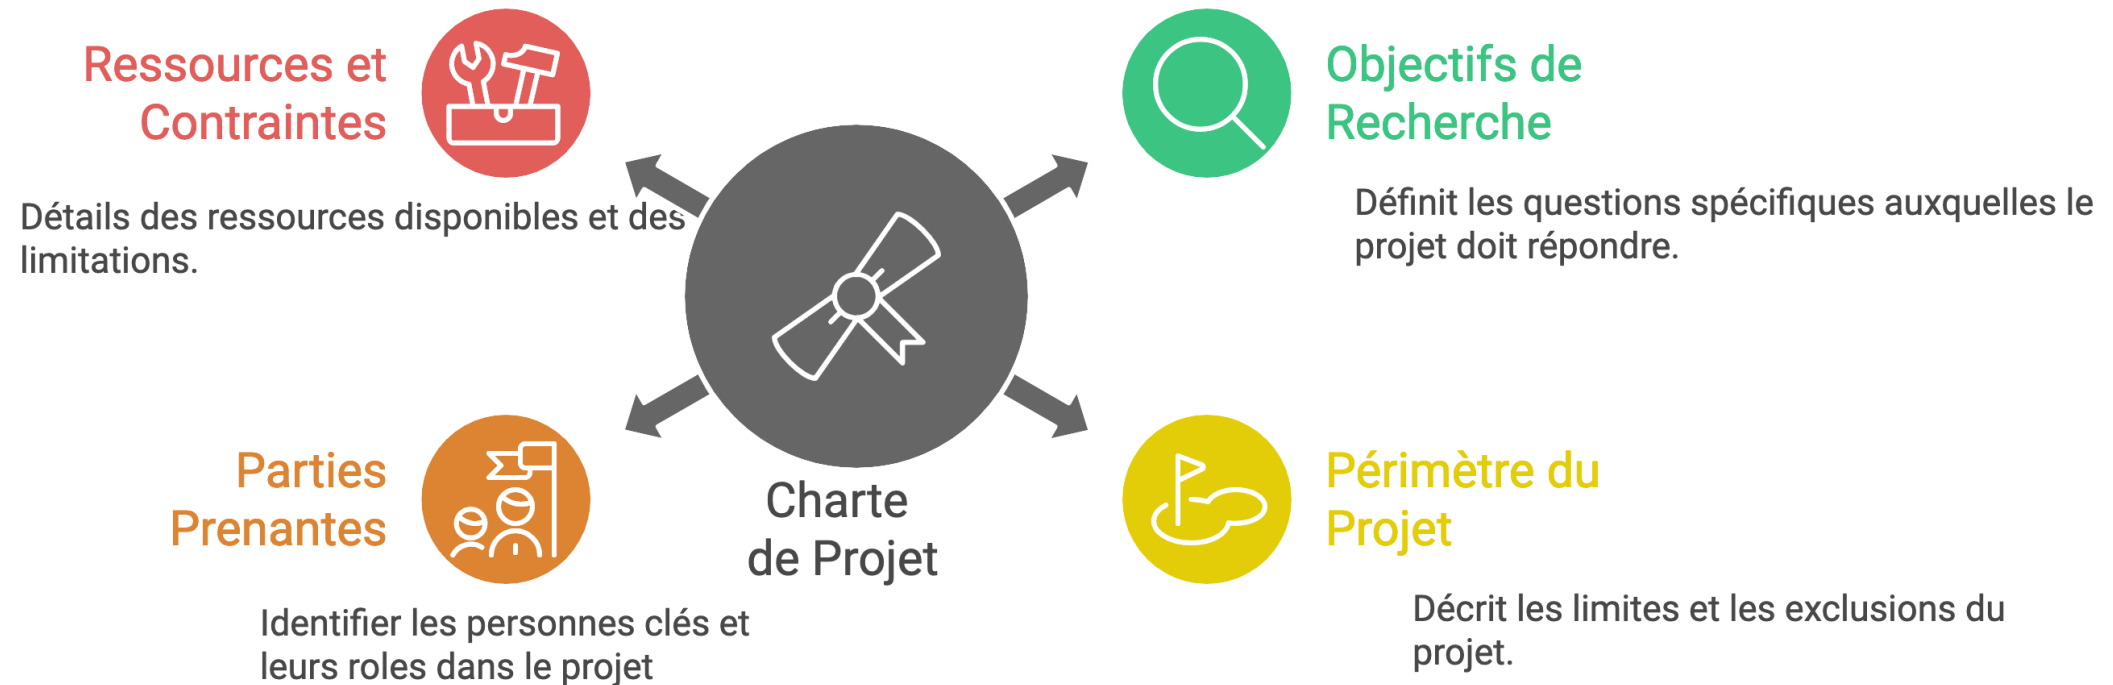 Ressources et
Contraintes
Détails des ressources disponibles et des
limitations.
Objectifs de
Recherche
Définit les questions spécifiques auxquelles le
projet doit répondre.
Parties
Prenantes
Identifier les personnes clés et
leurs roles dans le projet
Charte
de Projet
Périmètre du
Projet
Décrit les limites et les exclusions du
projet.